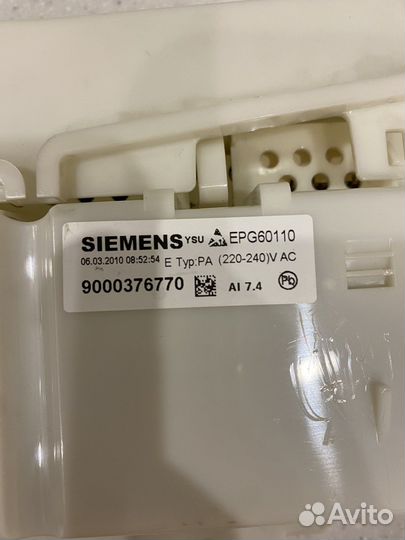 SIEMENS YSU EPG60110
06.03.2010 08:52:54 E Typ:PA (220-240)V AC
9000376770 AI 7.4 Pb
Avito